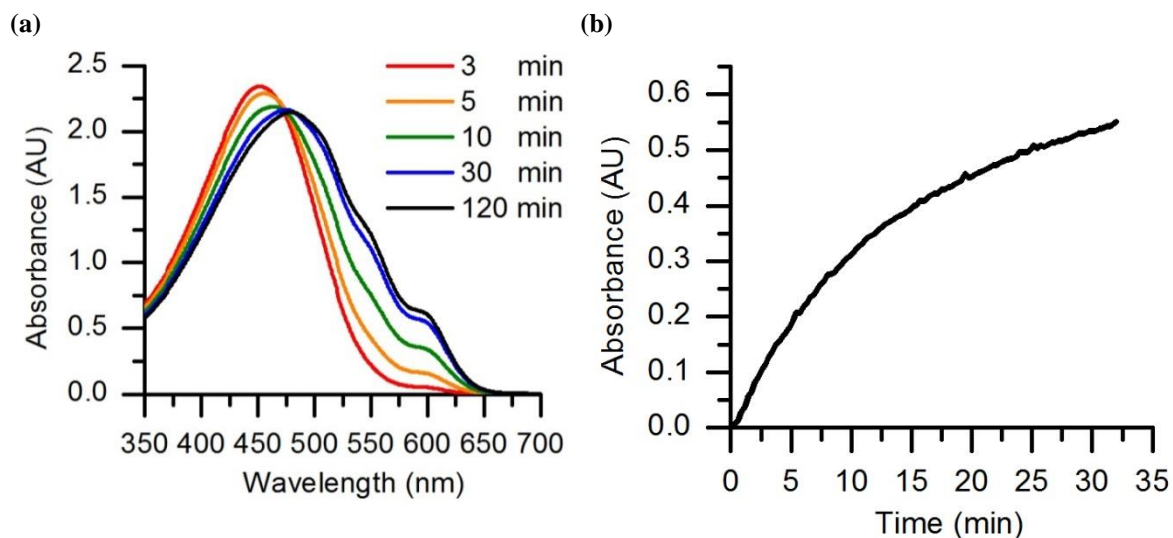 (a)
(b)
2.5
2.0
1.5
1.0
0.5
0.0
Absorbance (AU)
3 min
5 min
10 min
30 min
120 min
350 400 450 500 550 600 650 700
Wavelength (nm)
0.6
0.5
0.4
0.3
0.2
0.1
0.0
Absorbance (AU)
0 5 10 15 20 25 30 35
Time (min)